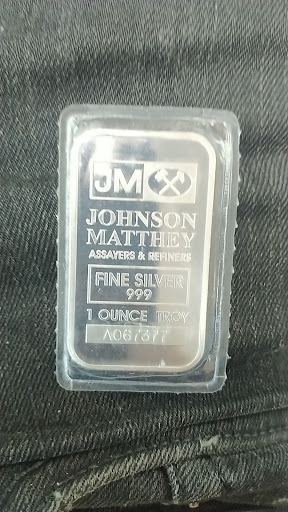 JM
JOHNSON
MATTHEY
ASSAYERS & REFINERS
FINE SILVER
999
1 OUNCE TROY
A067377